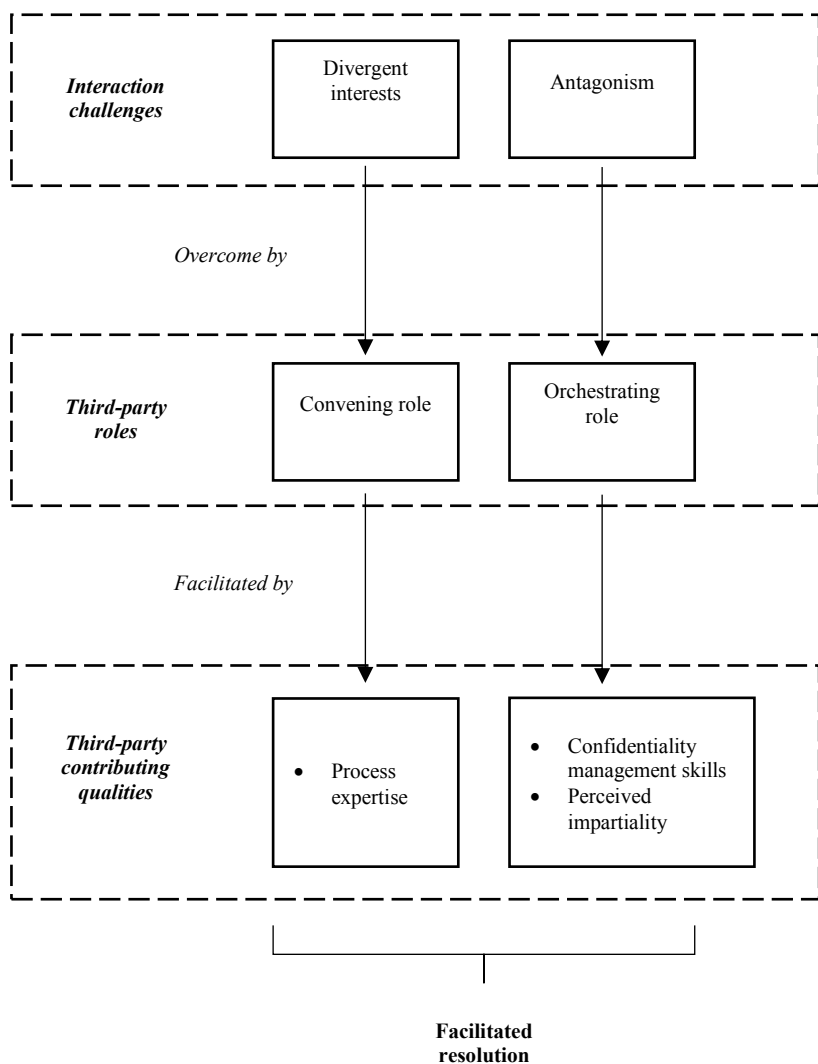 Interaction
challenges
Divergent
interests
Antagonism
Overcome by
Third-party
roles
Convening role
Orchestrating
role
Facilitated by
Third-party
contributing
qualities
• Process
expertise
• Confidentiality
management skills
• Perceived
impartiality
Facilitated
resolution